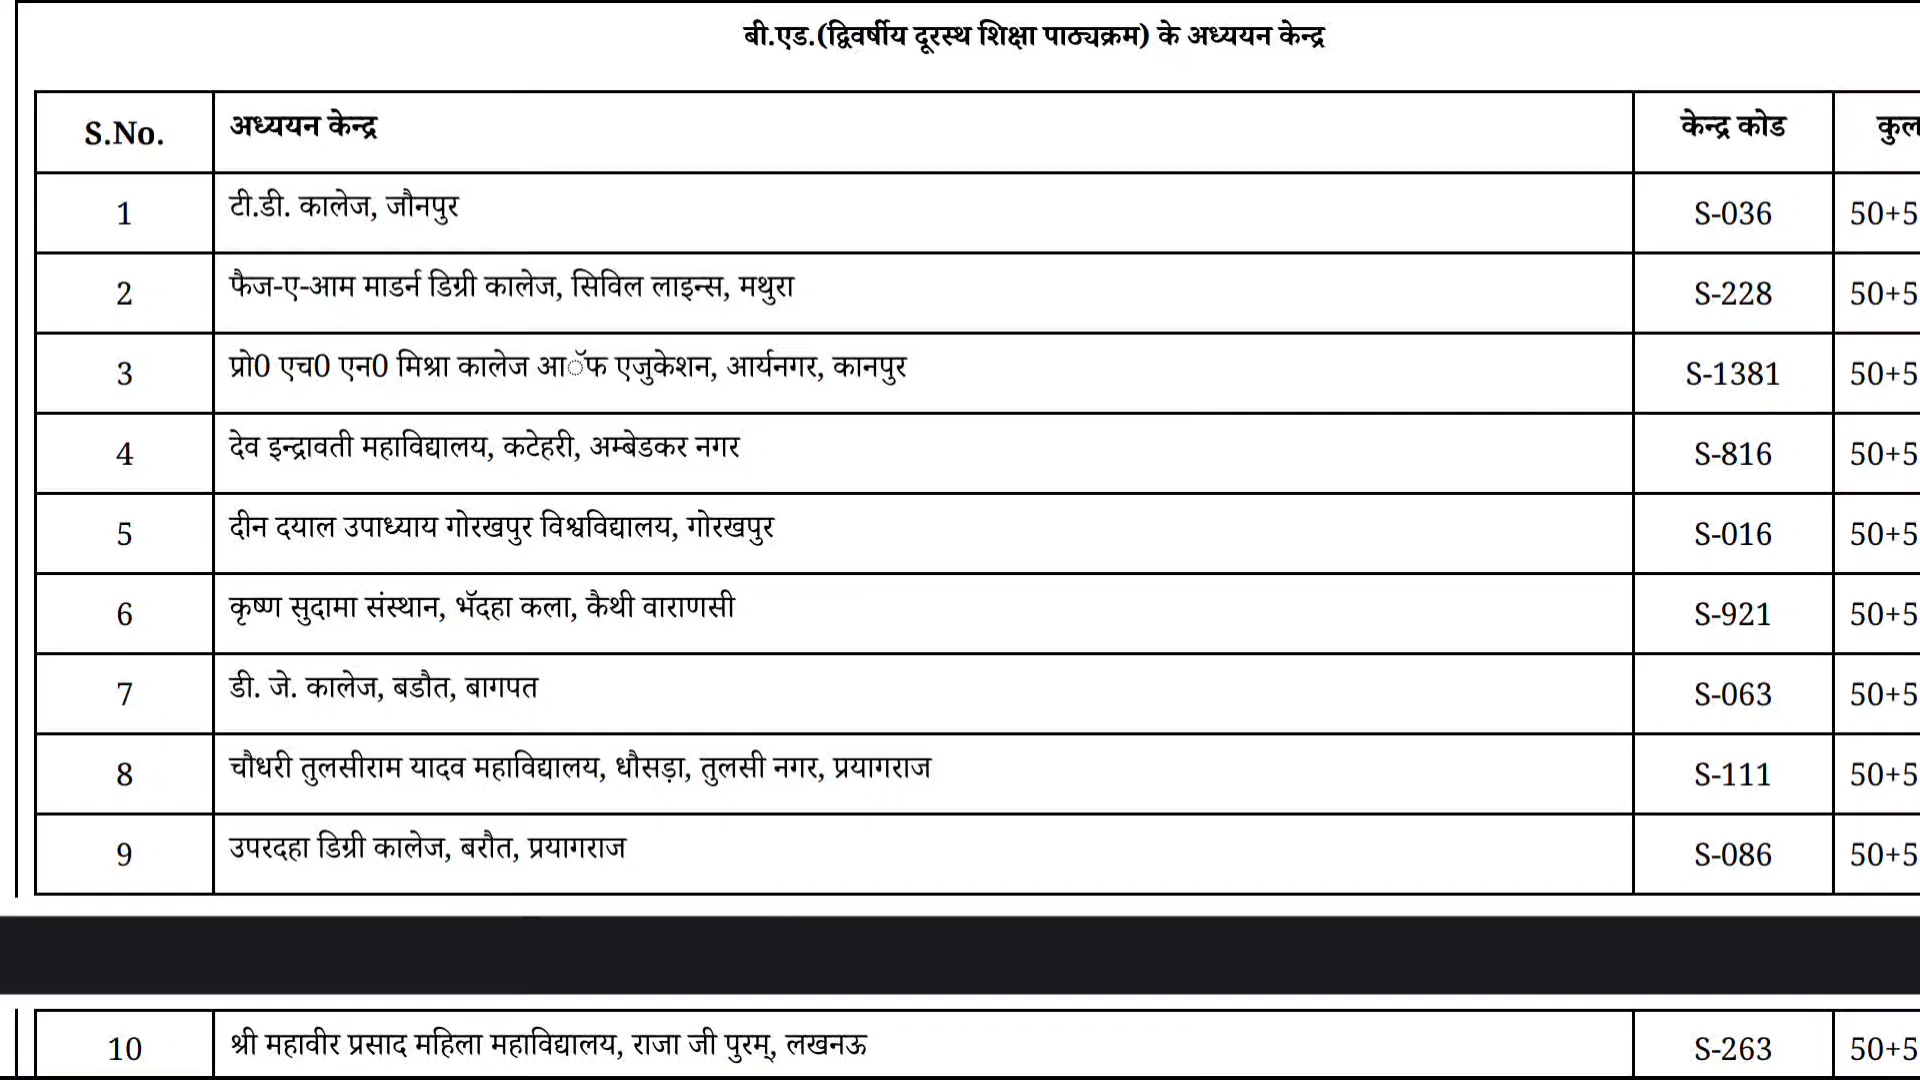 बी.एड.(द्विवर्षीय दूरस्थ शिक्षा पाठ्यक्रम) के अध्ययन केन्द्र
S.No. अध्ययन केन्द्र केन्द्र कोड कुल
1 टी.डी. कालेज, जौनपुर S-036 50+5
2 फैज-ए-आम माडर्न डिग्री कालेज, सिविल लाइन्स, मथुरा S-228 50+5
3 प्रो0 एच0 एन0 मिश्रा कालेज आॅफ एजुकेशन, आर्यनगर, कानपुर S-1381 50+5
4 देव इन्द्रावती महाविद्यालय, कटेहरी, अम्बेडकर नगर S-816 50+5
5 दीन दयाल उपाध्याय गोरखपुर विश्वविद्यालय, गोरखपुर S-016 50+5
6 कृष्ण सुदामा संस्थान, भॅदहा कला, कैथी वाराणसी S-921 50+5
7 डी. जे. कालेज, बडौत, बागपत S-063 50+5
8 चौधरी तुलसीराम यादव महाविद्यालय, धौसड़ा, तुलसी नगर, प्रयागराज S-111 50+5
9 उपरदहा डिग्री कालेज, बरौत, प्रयागराज S-086 50+5
10 श्री महावीर प्रसाद महिला महाविद्यालय, राजा जी पुरम्, लखनऊ S-263 50+5